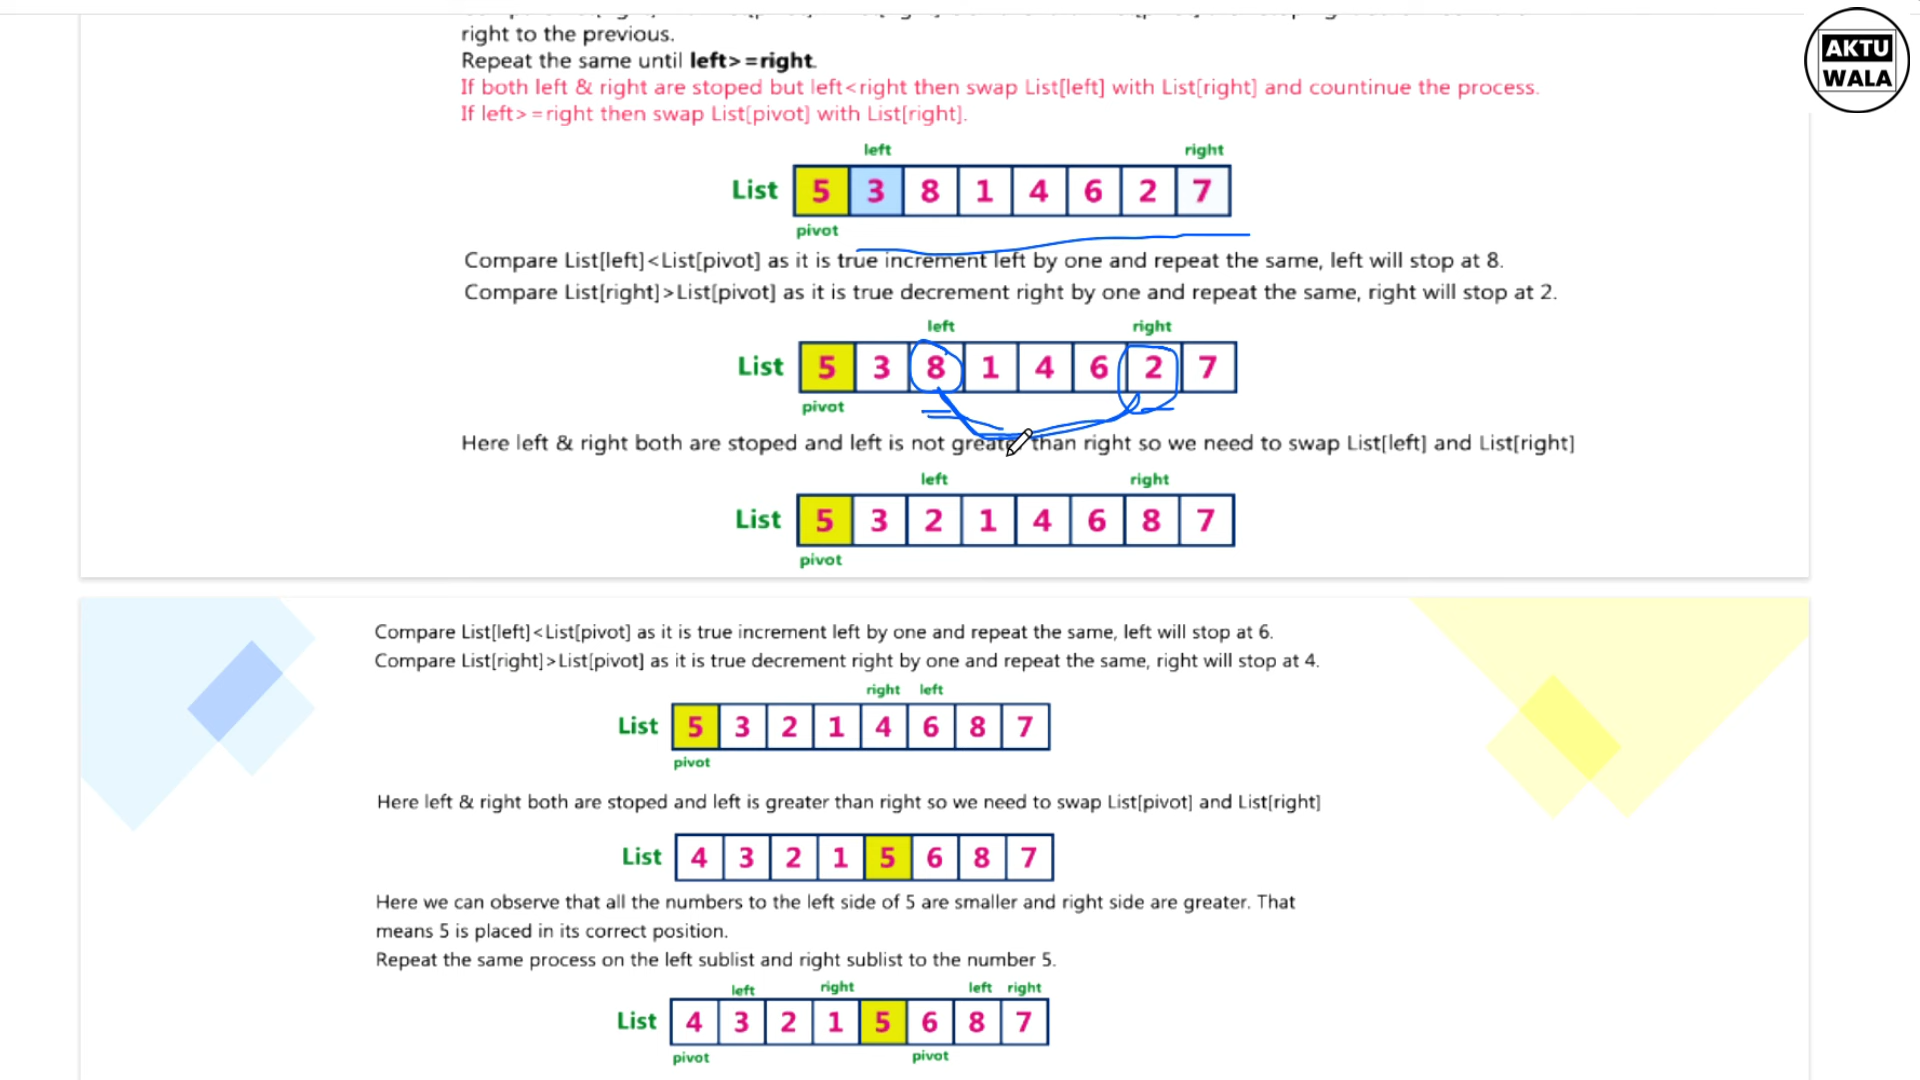 right to the previous.
Repeat the same until left>=right.
If both left & right are stoped but left<right then swap List[left] with List[right] and countinue the process.
If left>=right then swap List[pivot] with List[right].
left right
List 5 3 8 1 4 6 2 7
pivot
Compare List[left]<List[pivot] as it is true increment left by one and repeat the same, left will stop at 8.
Compare List[right]>List[pivot] as it is true decrement right by one and repeat the same, right will stop at 2.
left right
List 5 3 8 1 4 6 2 7
pivot
Here left & right both are stoped and left is not greater than right so we need to swap List[left] and List[right]
left right
List 5 3 2 1 4 6 8 7
pivot
Compare List[left]<List[pivot] as it is true increment left by one and repeat the same, left will stop at 6.
Compare List[right]>List[pivot] as it is true decrement right by one and repeat the same, right will stop at 4.
right left
List 5 3 2 1 4 6 8 7
pivot
Here left & right both are stoped and left is greater than right so we need to swap List[pivot] and List[right]
List 4 3 2 1 5 6 8 7
Here we can observe that all the numbers to the left side of 5 are smaller and right side are greater. That
means 5 is placed in its correct position.
Repeat the same process on the left sublist and right sublist to the number 5.
left right left right
List 4 3 2 1 5 6 8 7
pivot pivot
AKTU
WALA